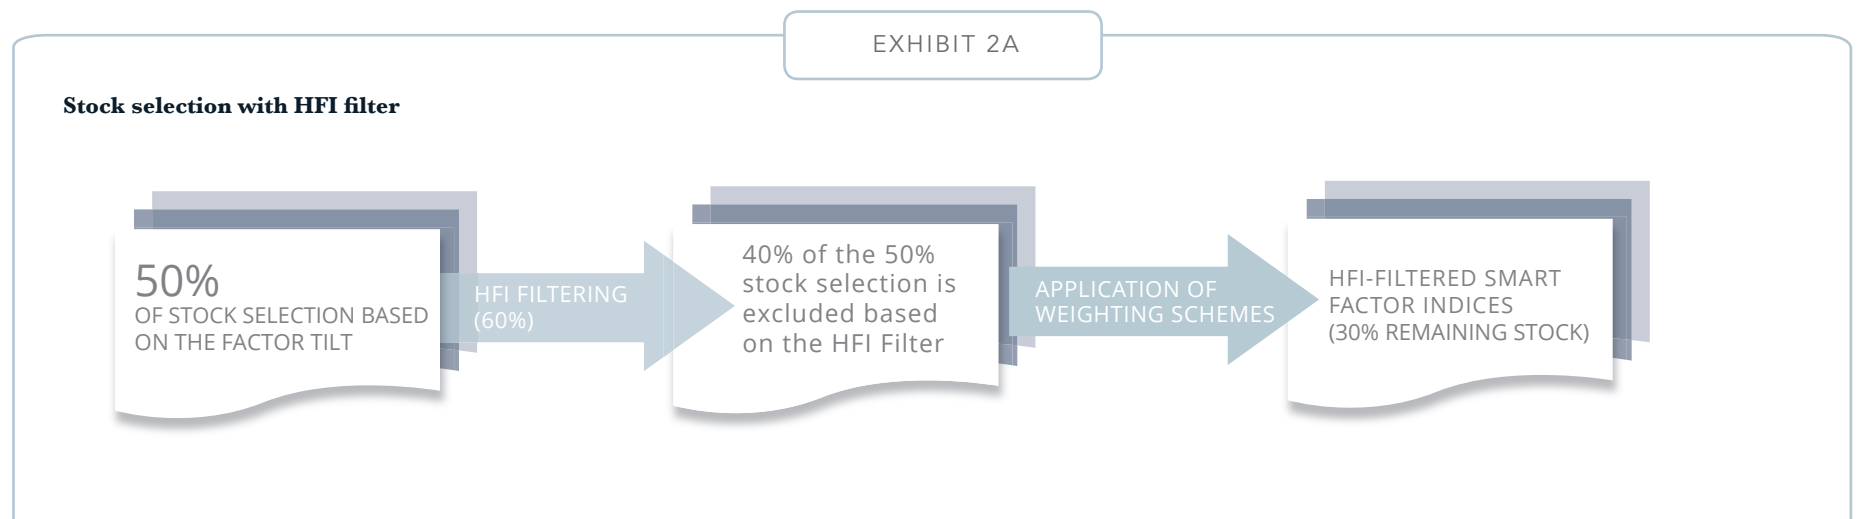 EXHIBIT 2A
Stock selection with HFI filter
50%
OF STOCK SELECTION BASED
ON THE FACTOR TILT
HFI FILTERING
(60%)
40% of the 50%
stock selection is
excluded based
on the HFI Filter
APPLICATION OF
WEIGHTING SCHEMES
HFI-FILTERED SMART
FACTOR INDICES
(30% REMAINING STOCK)